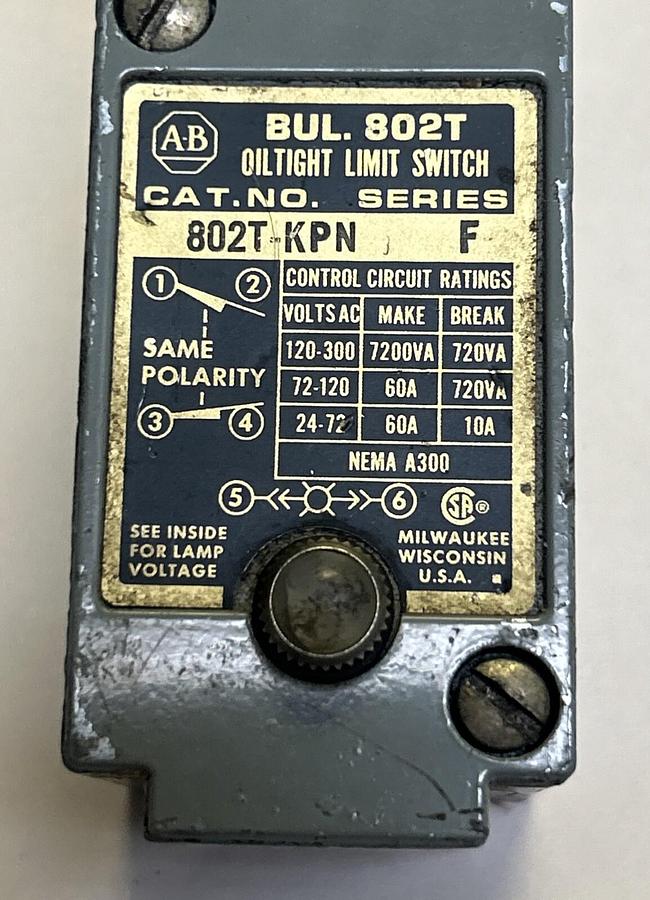 A-B
BUL. 802T
OILTIGHT LIMIT SWITCH
CAT.NO. SERIES
802T-KPN F
1 2
SAME
POLARITY
3 4
CONTROL CIRCUIT RATINGS
VOLTS AC MAKE BREAK
120-300 7200VA 720VA
72-120 60A 720VA
24-72 60A 10A
NEMA A300
5 6
SA ®
SEE INSIDE
FOR LAMP
VOLTAGE
MILWAUKEE
WISCONSIN
U.S.A.